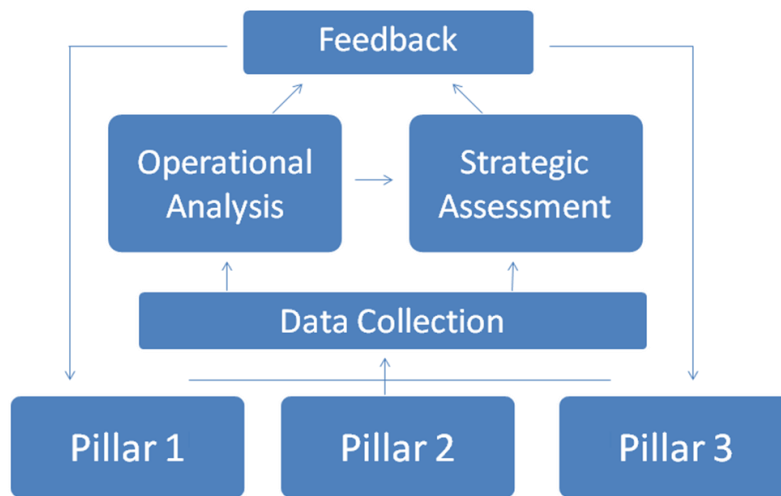 Feedback
Operational
Analysis
Strategic
Assessment
Data Collection
Pillar 1
Pillar 2
Pillar 3